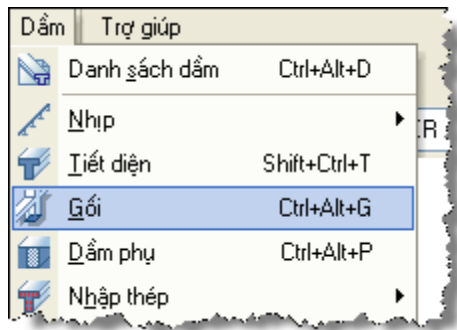 Dầm Trợ giúp
Danh sách dầm Ctrl+Alt+D
Nhịp
ER
Tiết diện Shift+Ctrl+T
Gối Ctrl+Alt+G
Dầm phụ Ctrl+Alt+P
Nhập thép